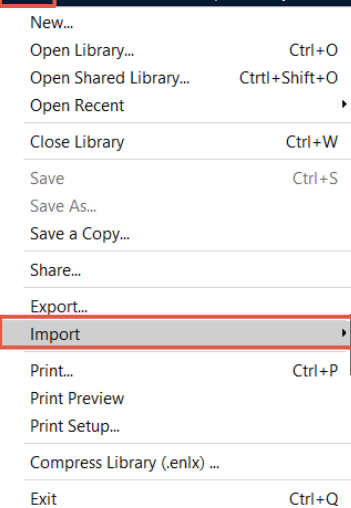 New...
Open Library... Ctrl+O
Open Shared Library... Ctrtl+Shift+O
Open Recent
Close Library Ctrl+W
Save Ctrl+S
Save As...
Save a Copy...
Share...
Export...
Import
Print... Ctrl+P
Print Preview
Print Setup...
Compress Library (.enlx) ...
Exit Ctrl+Q